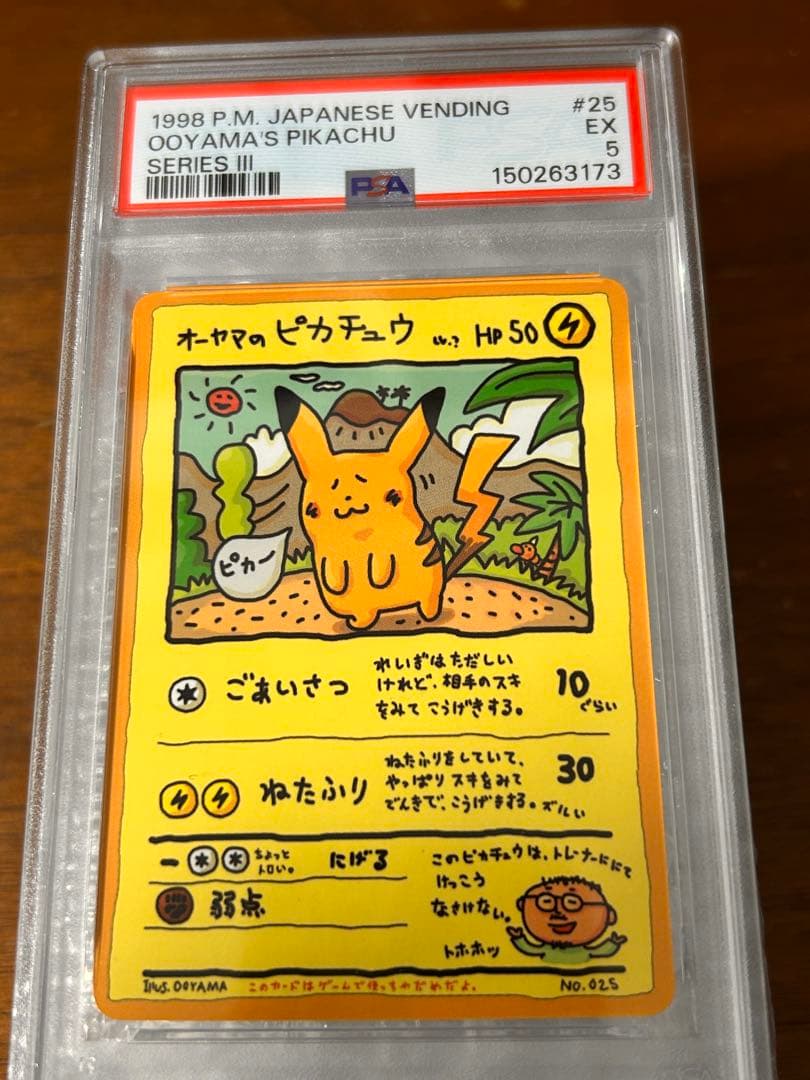 1998 P.M. JAPANESE VENDING #25
OOYAMA'S PIKACHU EX
SERIES III 5
PSA 150263173
オーヤマの ピカチュウ LV.? HP 50
ピカー
ごあいさつ
れいぎはただしい
けれど、相手のスキ
をみて こうげきする。
10
ぐらい
ねたふり
ねたふりをしていて、
やっぱり スキをみて
でんきで、こうげきする。ズルい
30
ちょっと
トロい。
にげる
弱点
このピカチュウは、トレーナーににて
けっこう
なさけない。
トホホッ
Illus. OOYAMA このカードはゲームで使っちゃだめだよ。 NO. 025